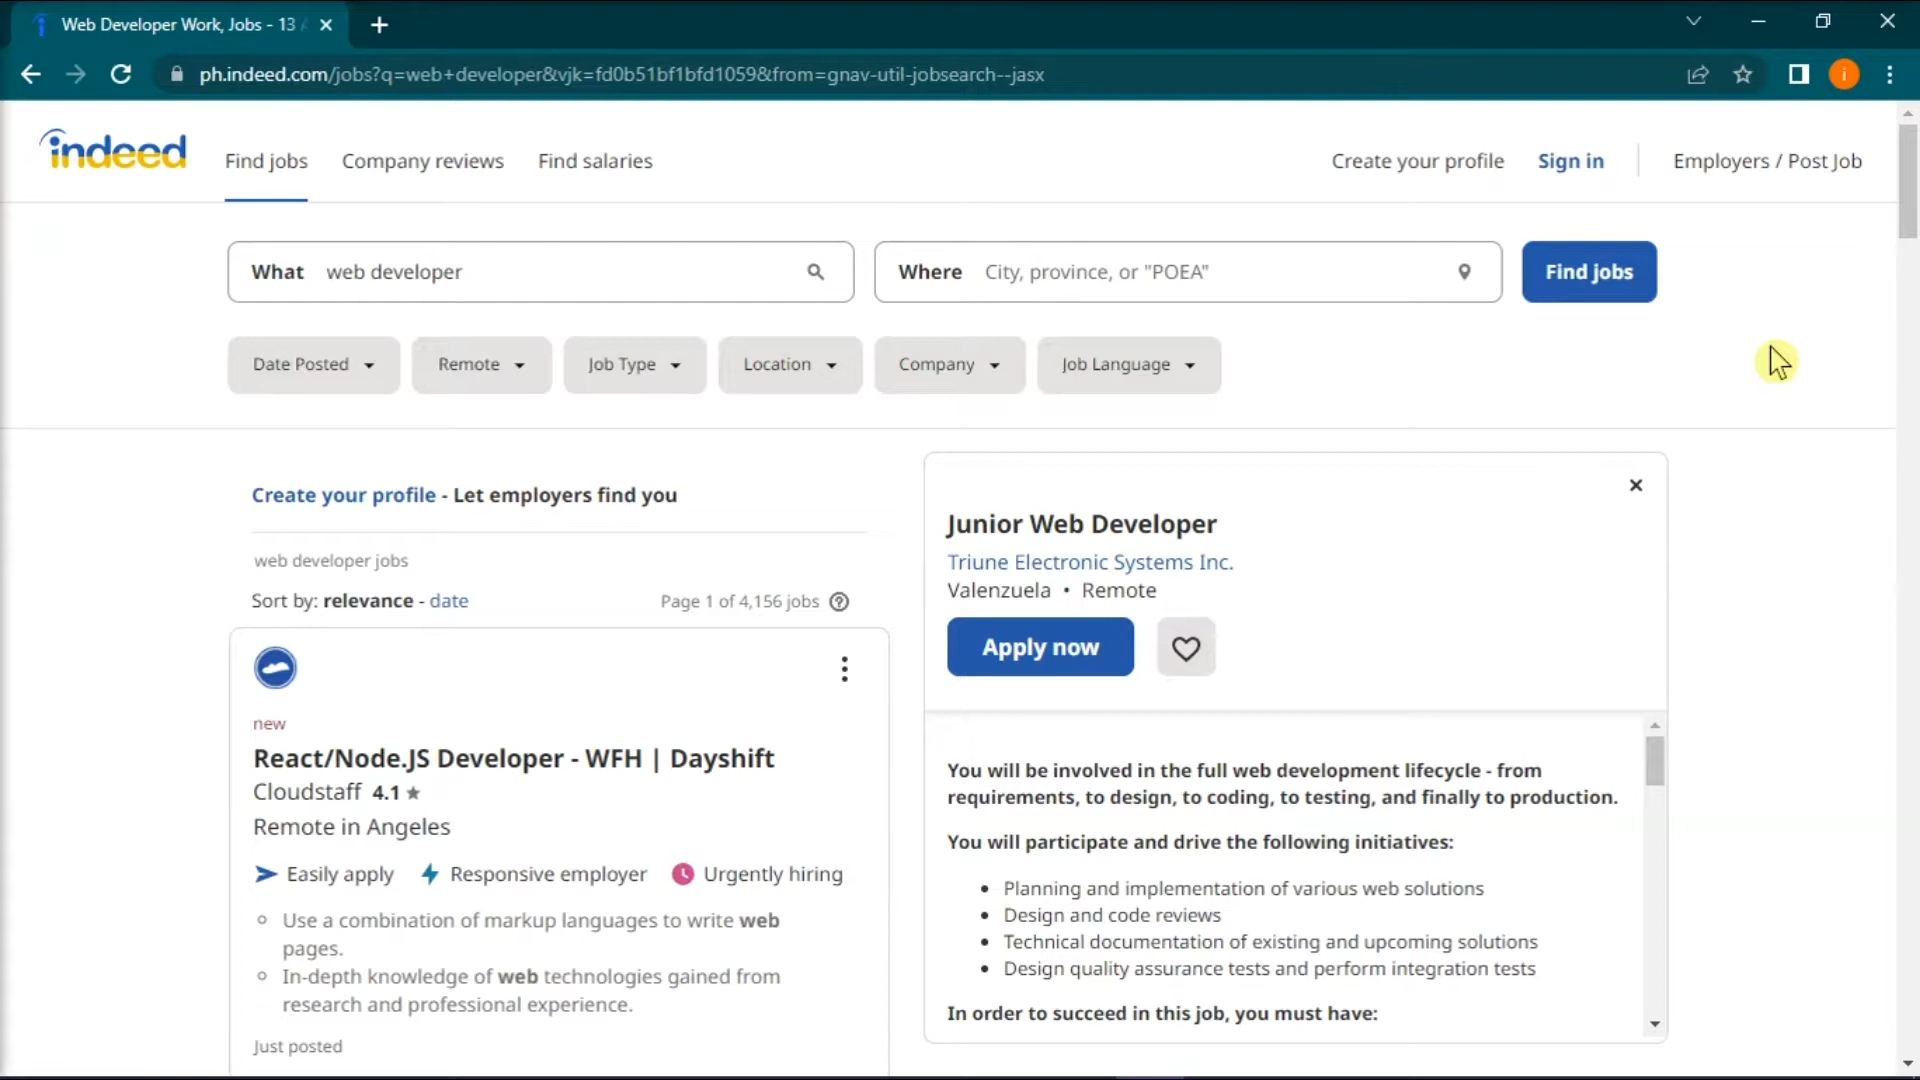 Web Developer Work, Jobs - 13
ph.indeed.com/jobs?q=web+developer&vjk=fd0b51bf1bfd1059&from=gnav-util-jobsearch--jasx
i
indeed
Find jobs
Company reviews
Find salaries
Create your profile
Sign in
Employers / Post Job
What web developer
Where City, province, or "POEA"
Find jobs
Date Posted
Remote
Job Type
Location
Company
Job Language
Create your profile - Let employers find you
web developer jobs
Sort by: relevance - date
Page 1 of 4,156 jobs
new
React/Node.JS Developer - WFH | Dayshift
Cloudstaff 4.1
Remote in Angeles
Easily apply
Responsive employer
Urgently hiring
Use a combination of markup languages to write web
pages.
In-depth knowledge of web technologies gained from
research and professional experience.
Just posted
Junior Web Developer
Triune Electronic Systems Inc.
Valenzuela • Remote
Apply now
You will be involved in the full web development lifecycle - from
requirements, to design, to coding, to testing, and finally to production.
You will participate and drive the following initiatives:
• Planning and implementation of various web solutions
• Design and code reviews
• Technical documentation of existing and upcoming solutions
• Design quality assurance tests and perform integration tests
In order to succeed in this job, you must have: